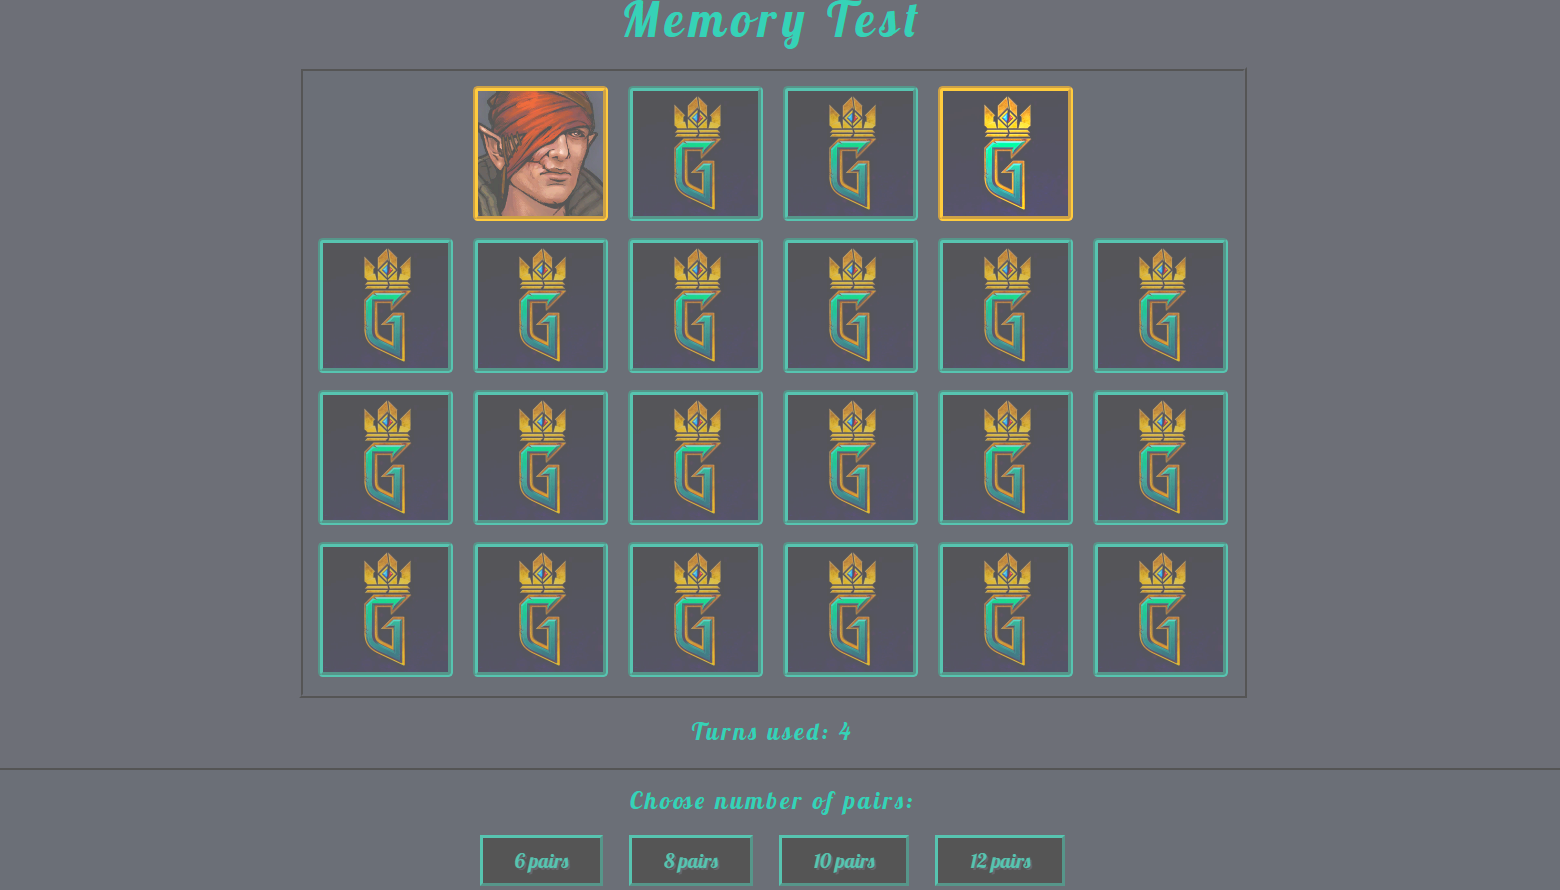 Memory Test
Turns used: 4
Choose number of pairs:
6 pairs
8 pairs
10 pairs
12 pairs